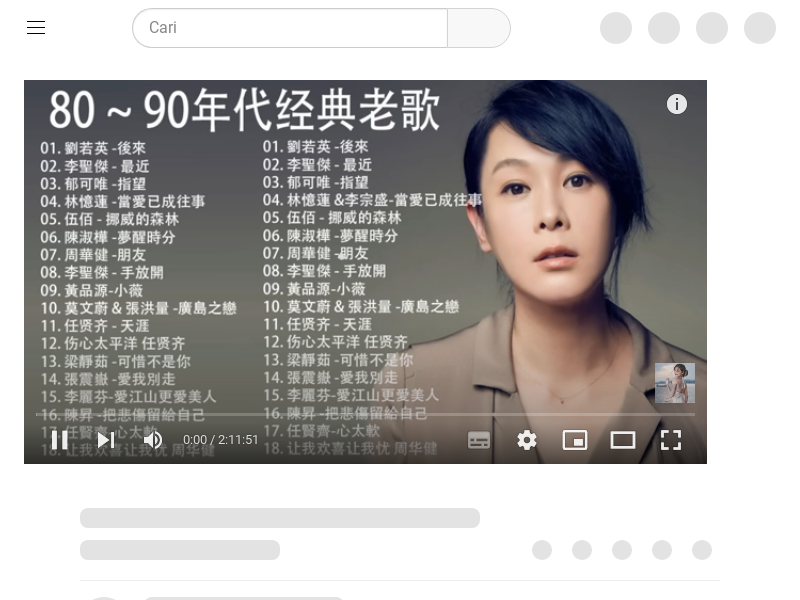 Cari
80 ~ 90年代经典老歌
01. 劉若英 -後來
02. 李聖傑 - 最近
03. 郁可唯 -指望
04. 林憶蓮 -當愛已成往事
05. 伍佰 - 挪威的森林
06. 陳淑樺 -夢醒時分
07. 周華健 -朋友
08. 李聖傑 - 手放開
09. 黃品源-小薇
10. 莫文蔚 & 張洪量 -廣島之戀
11. 任贤齐 - 天涯
12. 伤心太平洋 任贤齐
13. 梁靜茹 -可惜不是你
14. 張震嶽 -愛我別走
15. 李麗芬-愛江山更愛美人
16. 陳昇 -把悲傷留給自己
17. 任賢齊-心太軟
18. 让我欢喜让我忧 周华健
01. 劉若英 -後來
02. 李聖傑 - 最近
03. 郁可唯 -指望
04. 林憶蓮 &李宗盛-當愛已成往事
05. 伍佰 - 挪威的森林
06. 陳淑樺 -夢醒時分
07. 周華健 -朋友
08. 李聖傑 - 手放開
09. 黃品源-小薇
10. 莫文蔚 & 張洪量 -廣島之戀
11. 任贤齐 - 天涯
12. 伤心太平洋 任贤齐
13. 梁靜茹 -可惜不是你
14. 張震嶽 -愛我別走
15. 李麗芬-愛江山更愛美人
16. 陳昇 -把悲傷留給自己
17. 任賢齊-心太軟
18. 让我欢喜让我忧 周华健
0:00 / 2:11:51